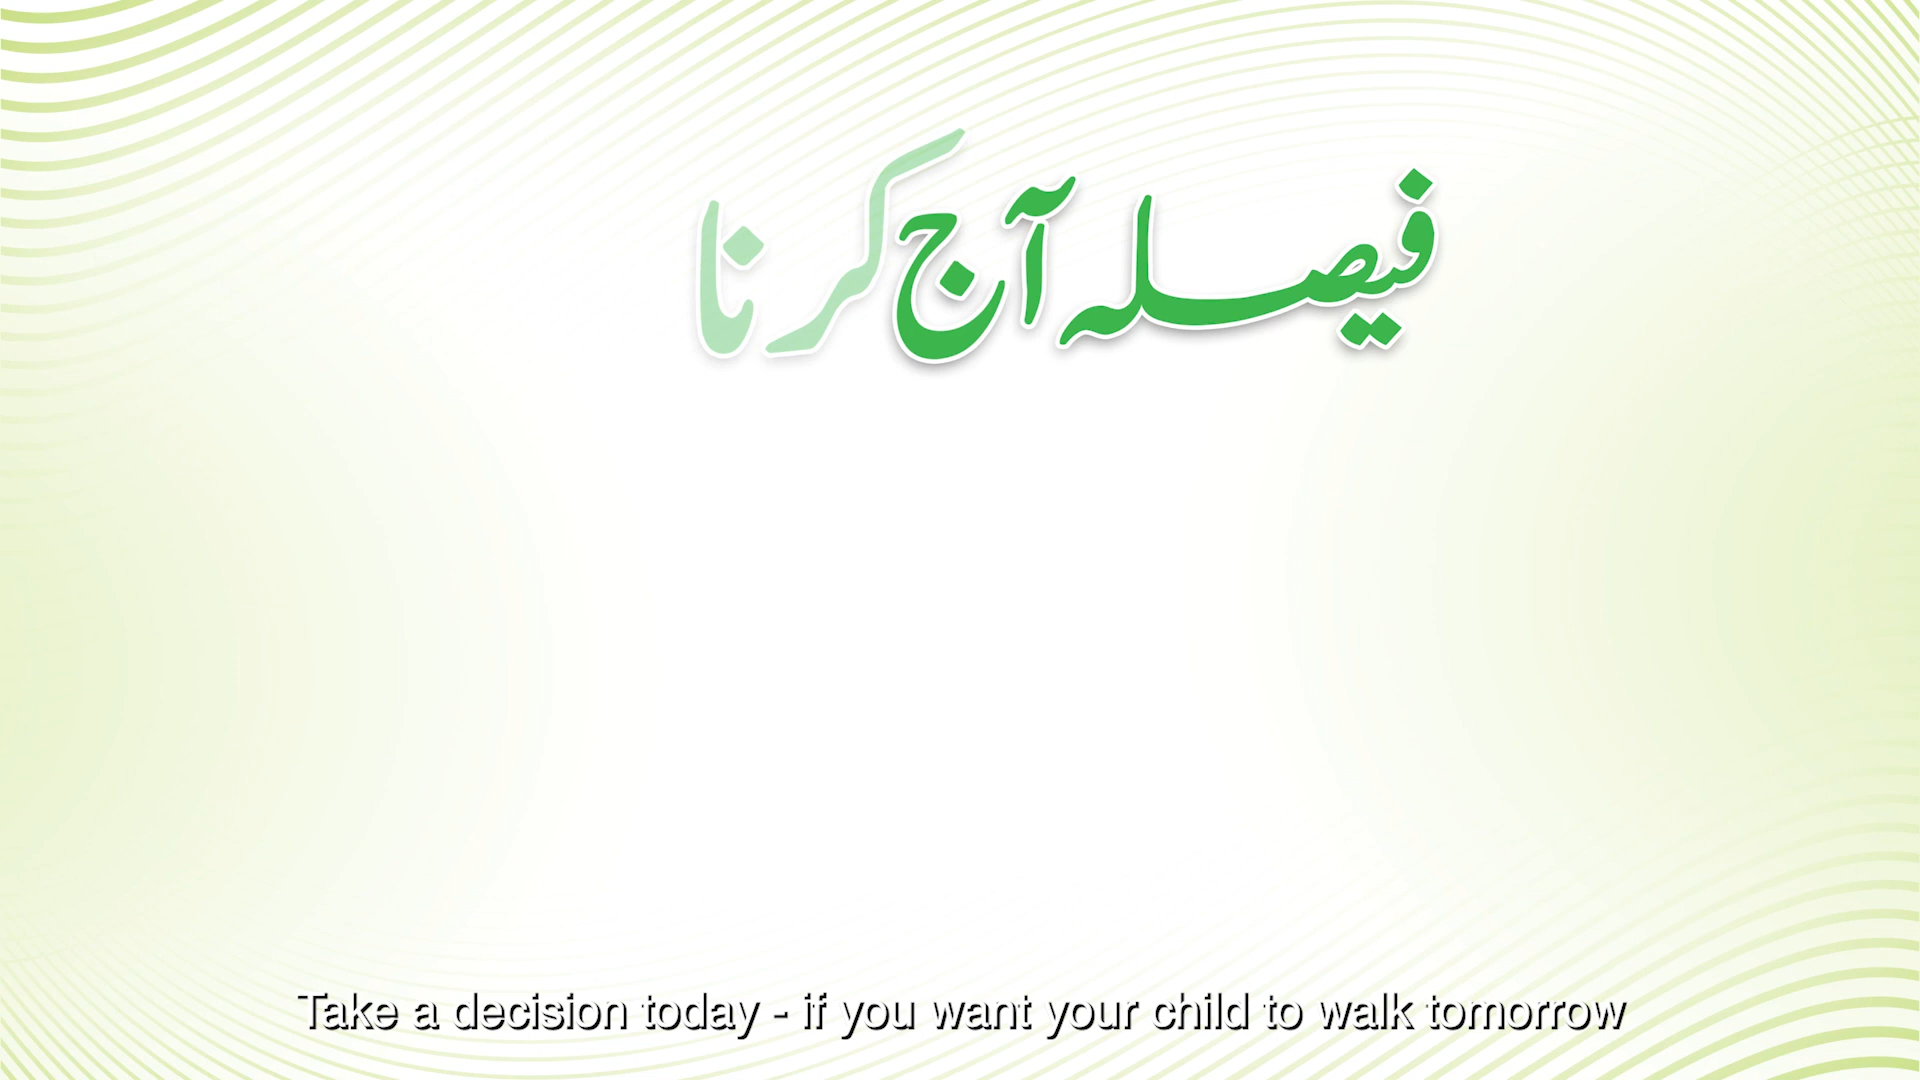 فیصلہ آج کرنا
Take a decision today - if you want your child to walk tomorrow